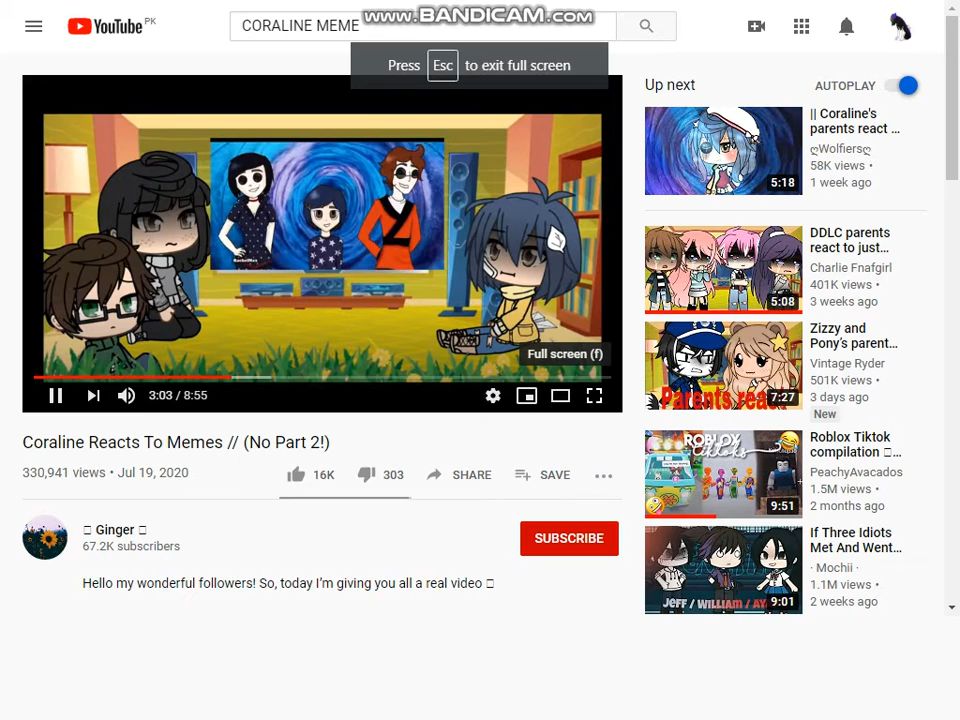 www.BANDICAM.com
YouTube PK
CORALINE MEME
Press Esc to exit full screen
Full screen (f)
3:03 / 8:55
Coraline Reacts To Memes // (No Part 2!)
330,941 views • Jul 19, 2020
16K
303
SHARE
SAVE
Ginger
67.2K subscribers
SUBSCRIBE
Hello my wonderful followers! So, today I'm giving you all a real video
Up next
AUTOPLAY
5:18
|| Coraline's
parents react ...
ღWolfiersღ
58K views •
1 week ago
5:08
DDLC parents
react to just...
Charlie Fnafgirl
401K views •
3 weeks ago
Parents rea
7:27
Zizzy and
Pony's parent...
Vintage Ryder
501K views •
3 days ago
New
ROBLOX
9:51
Roblox Tiktok
compilation
PeachyAvacados
1.5M views •
2 months ago
JEFF / WILLIAM / AY
9:01
If Three Idiots
Met And Went...
· Mochii ·
1.1M views •
2 weeks ago